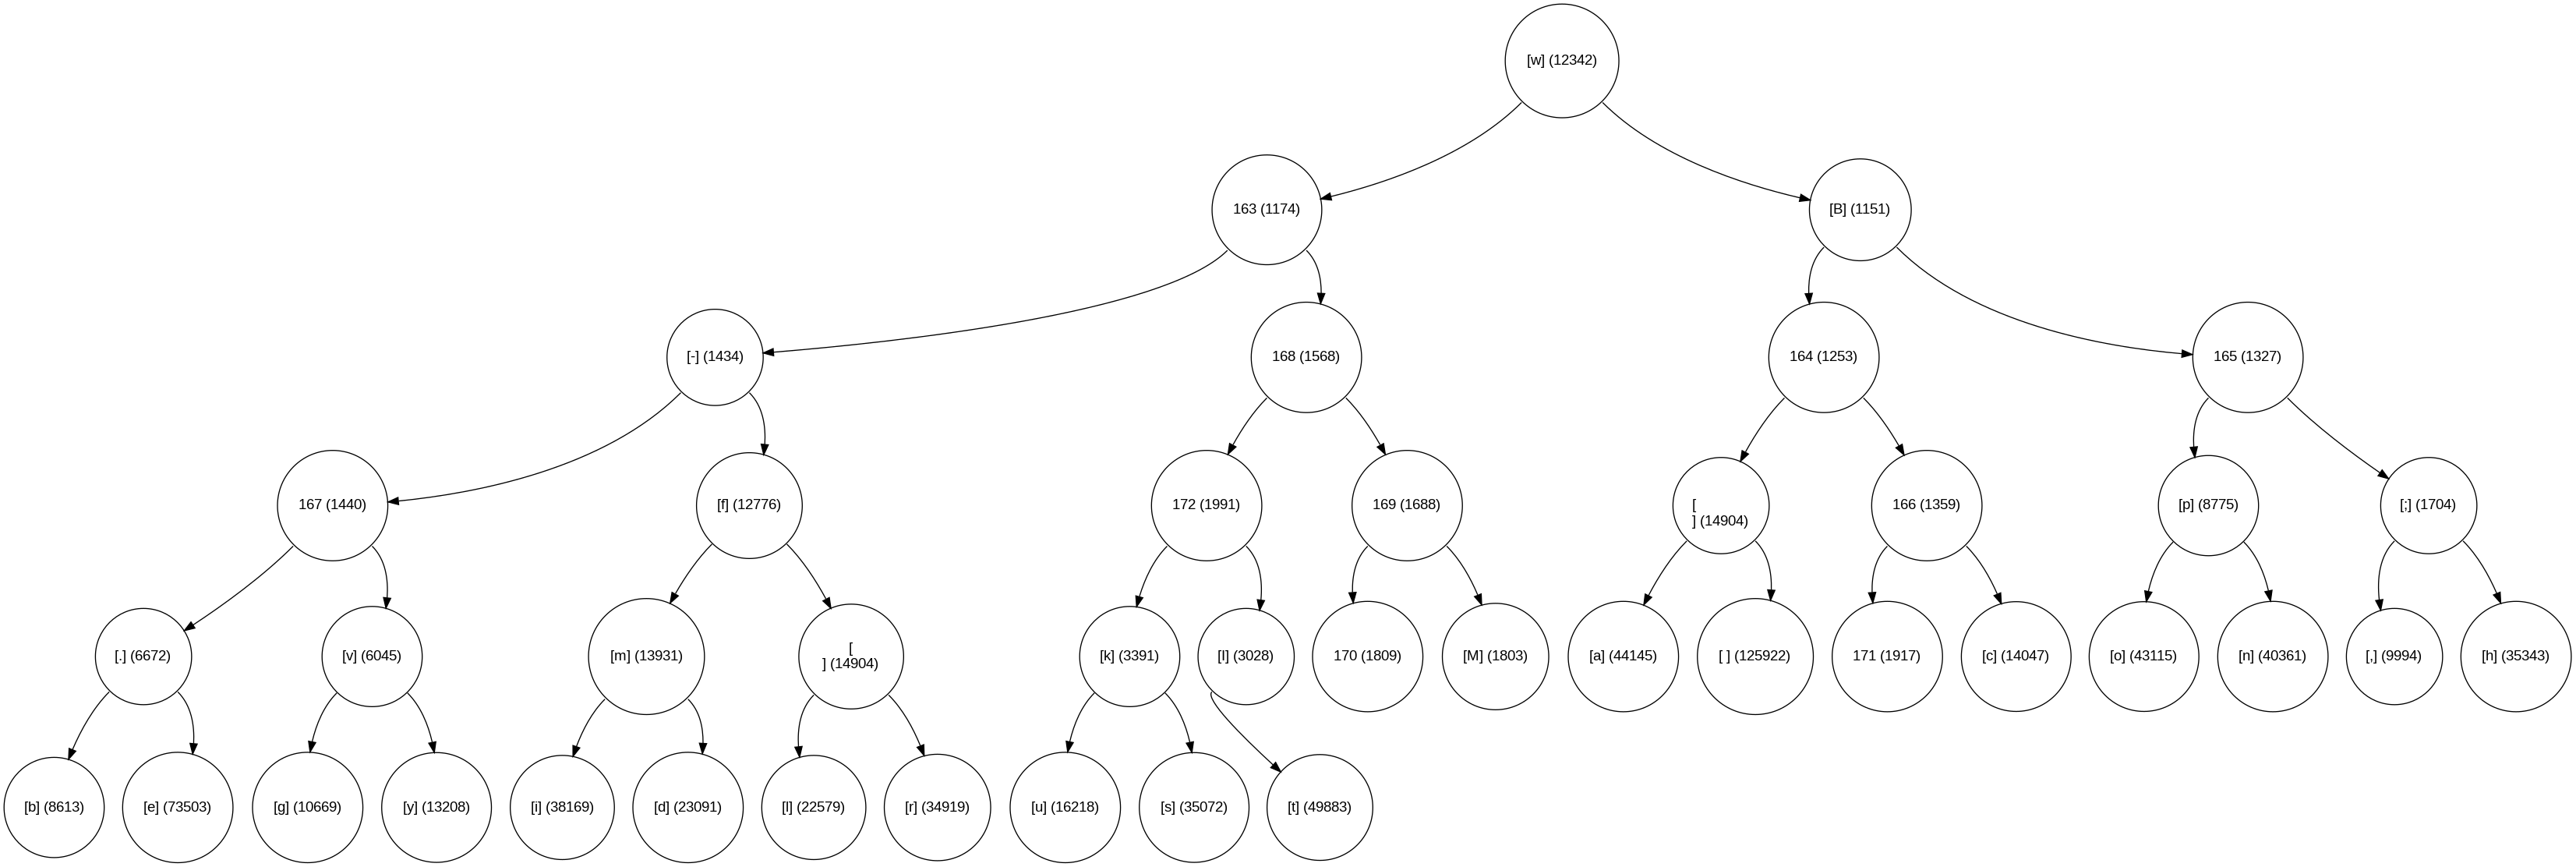 [w] (12342)
163 (1174)
[B] (1151)
[-] (1434)
168 (1568)
164 (1253)
165 (1327)
167 (1440)
[f] (12776)
172 (1991)
169 (1688)
[
] (14904)
166 (1359)
[p] (8775)
[;] (1704)
[.] (6672)
[v] (6045)
[m] (13931)
[
] (14904)
[k] (3391)
[I] (3028)
170 (1809)
[M] (1803)
[a] (44145)
[ ] (125922)
171 (1917)
[c] (14047)
[o] (43115)
[n] (40361)
[,] (9994)
[h] (35343)
[b] (8613)
[e] (73503)
[g] (10669)
[y] (13208)
[i] (38169)
[d] (23091)
[l] (22579)
[r] (34919)
[u] (16218)
[s] (35072)
[t] (49883)